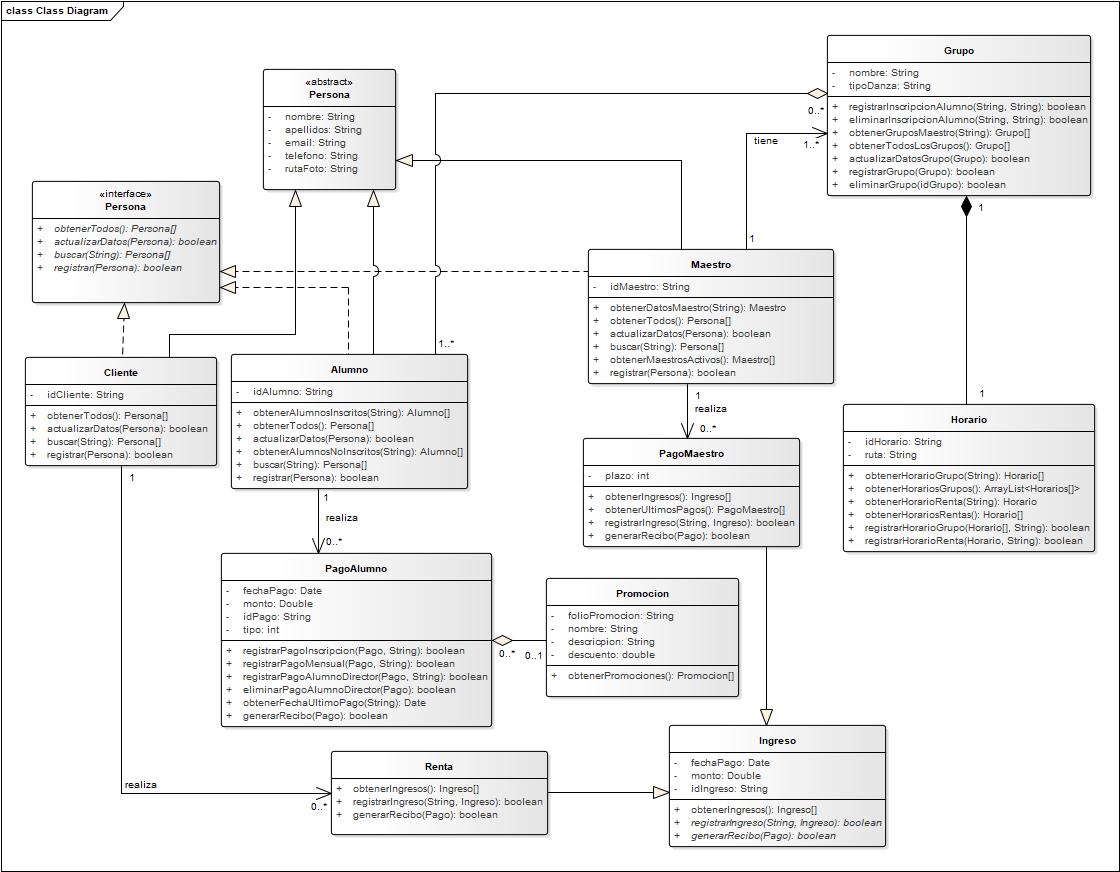 class Class Diagram
«abstract»
Persona
- nombre: String
- apellidos: String
- email: String
- telefono: String
- rutaFoto: String
«interface»
Persona
+ obtenerTodos(): Persona[]
+ actualizarDatos(Persona): boolean
+ buscar(String): Persona[]
+ registrar(Persona): boolean
Grupo
- nombre: String
- tipoDanza: String
+ registrarInscripcionAlumno(String, String): boolean
+ eliminarInscripcionAlumno(String, String): boolean
+ obtenerGruposMaestro(String): Grupo[]
+ obtenerTodosLosGrupos(): Grupo[]
+ actualizarDatosGrupo(Grupo): boolean
+ registrarGrupo(Grupo): boolean
+ eliminarGrupo(idGrupo): boolean
0..*
tiene
1..*
1
1
Maestro
- idMaestro: String
+ obtenerDatosMaestro(String): Maestro
+ obtenerTodos(): Persona[]
+ actualizarDatos(Persona): boolean
+ buscar(String): Persona[]
+ obtenerMaestrosActivos(): Maestro[]
+ registrar(Persona): boolean
1..*
Cliente
- idCliente: String
+ obtenerTodos(): Persona[]
+ actualizarDatos(Persona): boolean
+ buscar(String): Persona[]
+ registrar(Persona): boolean
Alumno
- idAlumno: String
+ obtenerAlumnosInscritos(String): Alumno[]
+ obtenerTodos(): Persona[]
+ actualizarDatos(Persona): boolean
+ obtenerAlumnosNoInscritos(String): Alumno[]
+ buscar(String): Persona[]
+ registrar(Persona): boolean
1
realiza
0..*
1
Horario
- idHorario: String
- ruta: String
+ obtenerHorarioGrupo(String): Horario[]
+ obtenerHorariosGrupos(): ArrayList<Horarios[]>
+ obtenerHorarioRenta(String): Horario
+ obtenerHorariosRentas(): Horario[]
+ registrarHorarioGrupo(Horario[], String): boolean
+ registrarHorarioRenta(Horario, String): boolean
PagoMaestro
- plazo: int
+ obtenerIngresos(): Ingreso[]
+ obtenerUltimosPagos(): PagoMaestro[]
+ registrarIngreso(String, Ingreso): boolean
+ generarRecibo(Pago): boolean
1
1
realiza
0..*
PagoAlumno
- fechaPago: Date
- monto: Double
- idPago: String
- tipo: int
+ registrarPagoInscripcion(Pago, String): boolean
+ registrarPagoMensual(Pago, String): boolean
+ registrarPagoAlumnoDirector(Pago, String): boolean
+ eliminarPagoAlumnoDirector(Pago): boolean
+ obtenerFechaUltimoPago(String): Date
+ generarRecibo(Pago): boolean
0..*
0..1
Promocion
- folioPromocion: String
- nombre: String
- descricpion: String
- descuento: double
+ obtenerPromociones(): Promocion[]
realiza
0..*
Renta
+ obtenerIngresos(): Ingreso[]
+ registrarIngreso(String, Ingreso): boolean
+ generarRecibo(Pago): boolean
Ingreso
- fechaPago: Date
- monto: Double
- idIngreso: String
+ obtenerIngresos(): Ingreso[]
+ registrarIngreso(String, Ingreso): boolean
+ generarRecibo(Pago): boolean